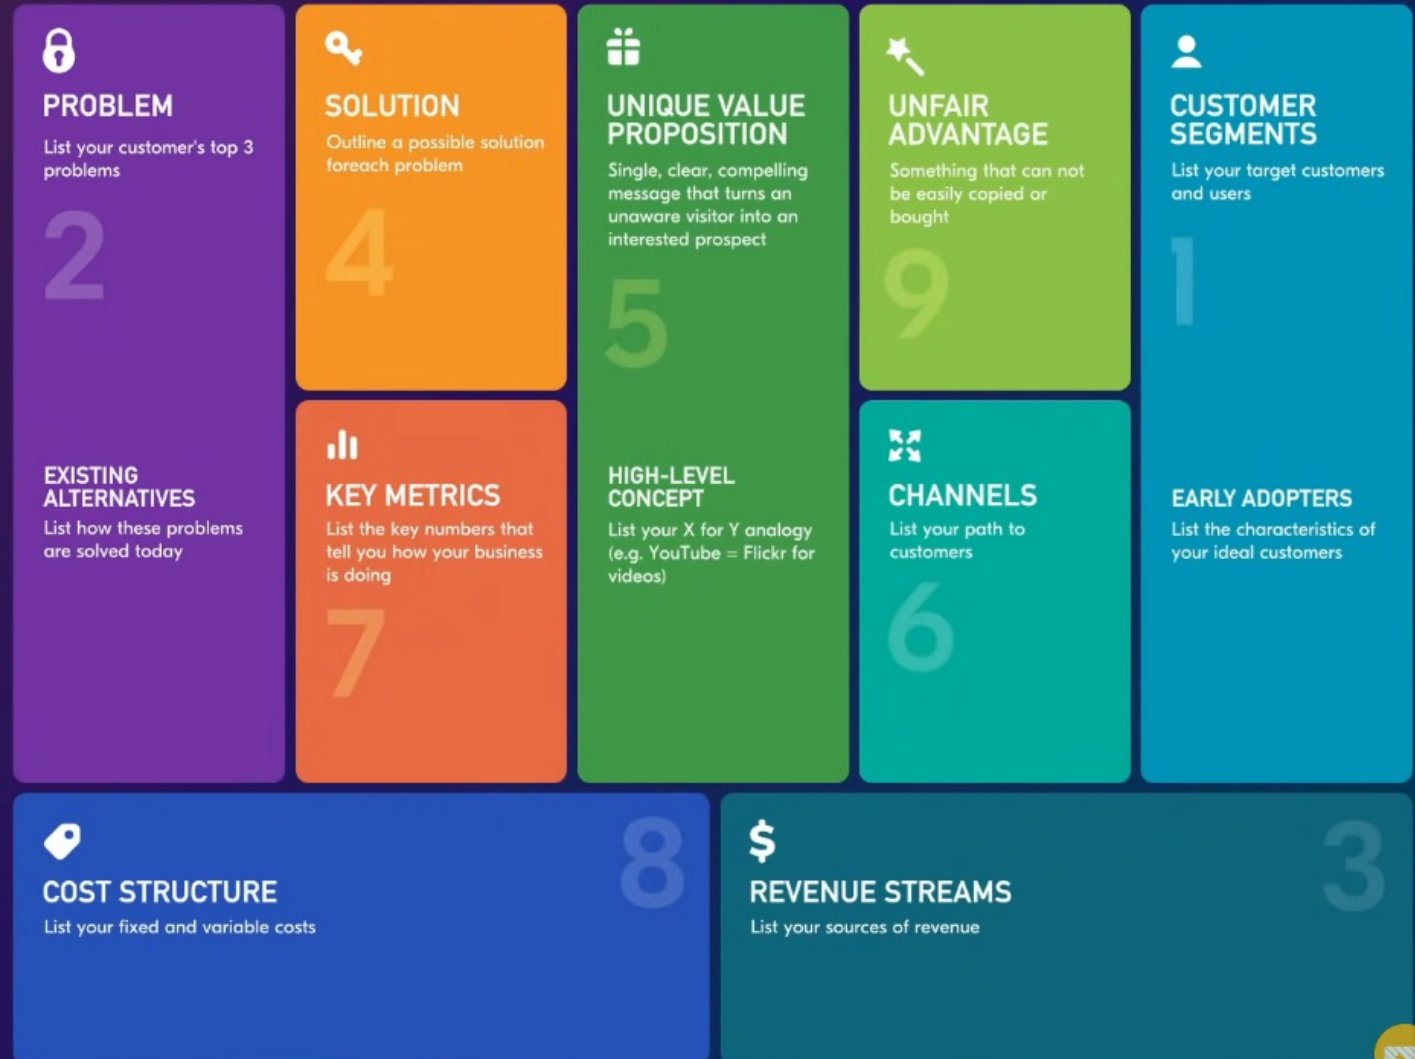 PROBLEM
List your customer's top 3
problems
2
EXISTING
ALTERNATIVES
List how these problems
are solved today
SOLUTION
Outline a possible solution
foreach problem
4
KEY METRICS
List the key numbers that
tell you how your business
is doing
7
UNIQUE VALUE
PROPOSITION
Single, clear, compelling
message that turns an
unaware visitor into an
interested prospect
5
HIGH-LEVEL
CONCEPT
List your X for Y analogy
(e.g. YouTube = Flickr for
videos)
UNFAIR
ADVANTAGE
Something that can not
be easily copied or
bought
9
CHANNELS
List your path to
customers
6
CUSTOMER
SEGMENTS
List your target customers
and users
1
EARLY ADOPTERS
List the characteristics of
your ideal customers
COST STRUCTURE
List your fixed and variable costs
8
$
REVENUE STREAMS
List your sources of revenue
3